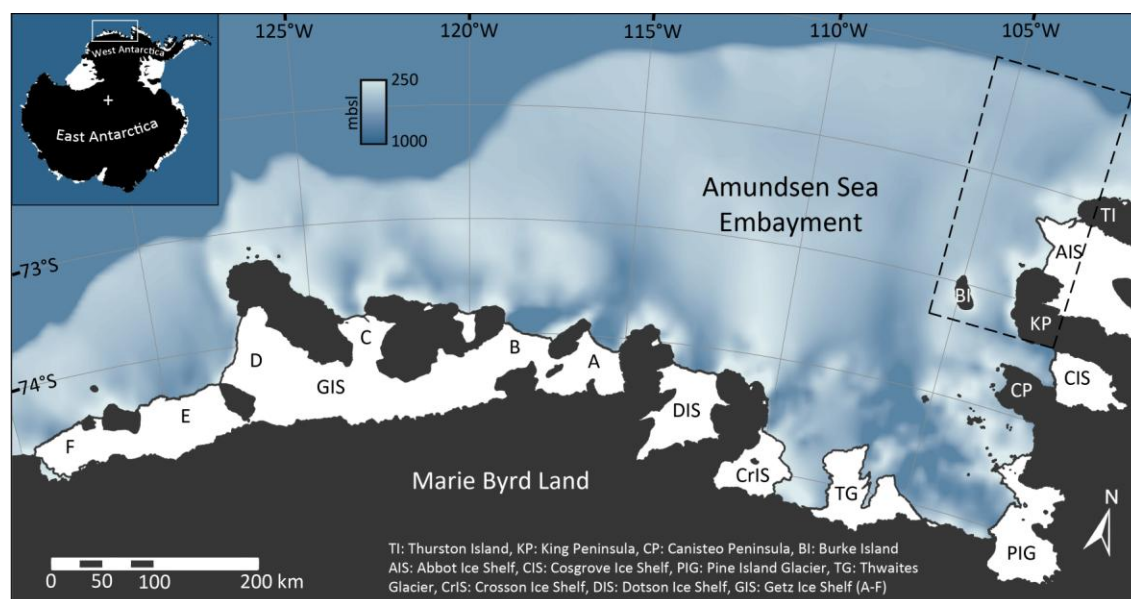 125°W
120°W
115°W
110°W
105°W
West Antarctica
East Antarctica
250
mbsl
1000
Amundsen Sea
Embayment
TI
AIS
73°S
BI
KP
C
D
B
A
74°S
CIS
CP
GIS
E
DIS
F
CrIS
Marie Byrd Land
TG
N
PIG
TI: Thurston Island, KP: King Peninsula, CP: Canisteo Peninsula, BI: Burke Island
AIS: Abbot Ice Shelf, CIS: Cosgrove Ice Shelf, PIG: Pine Island Glacier, TG: Thwaites
Glacier, CrIS: Crosson Ice Shelf, DIS: Dotson Ice Shelf, GIS: Getz Ice Shelf (A-F)
0 50 100 200 km